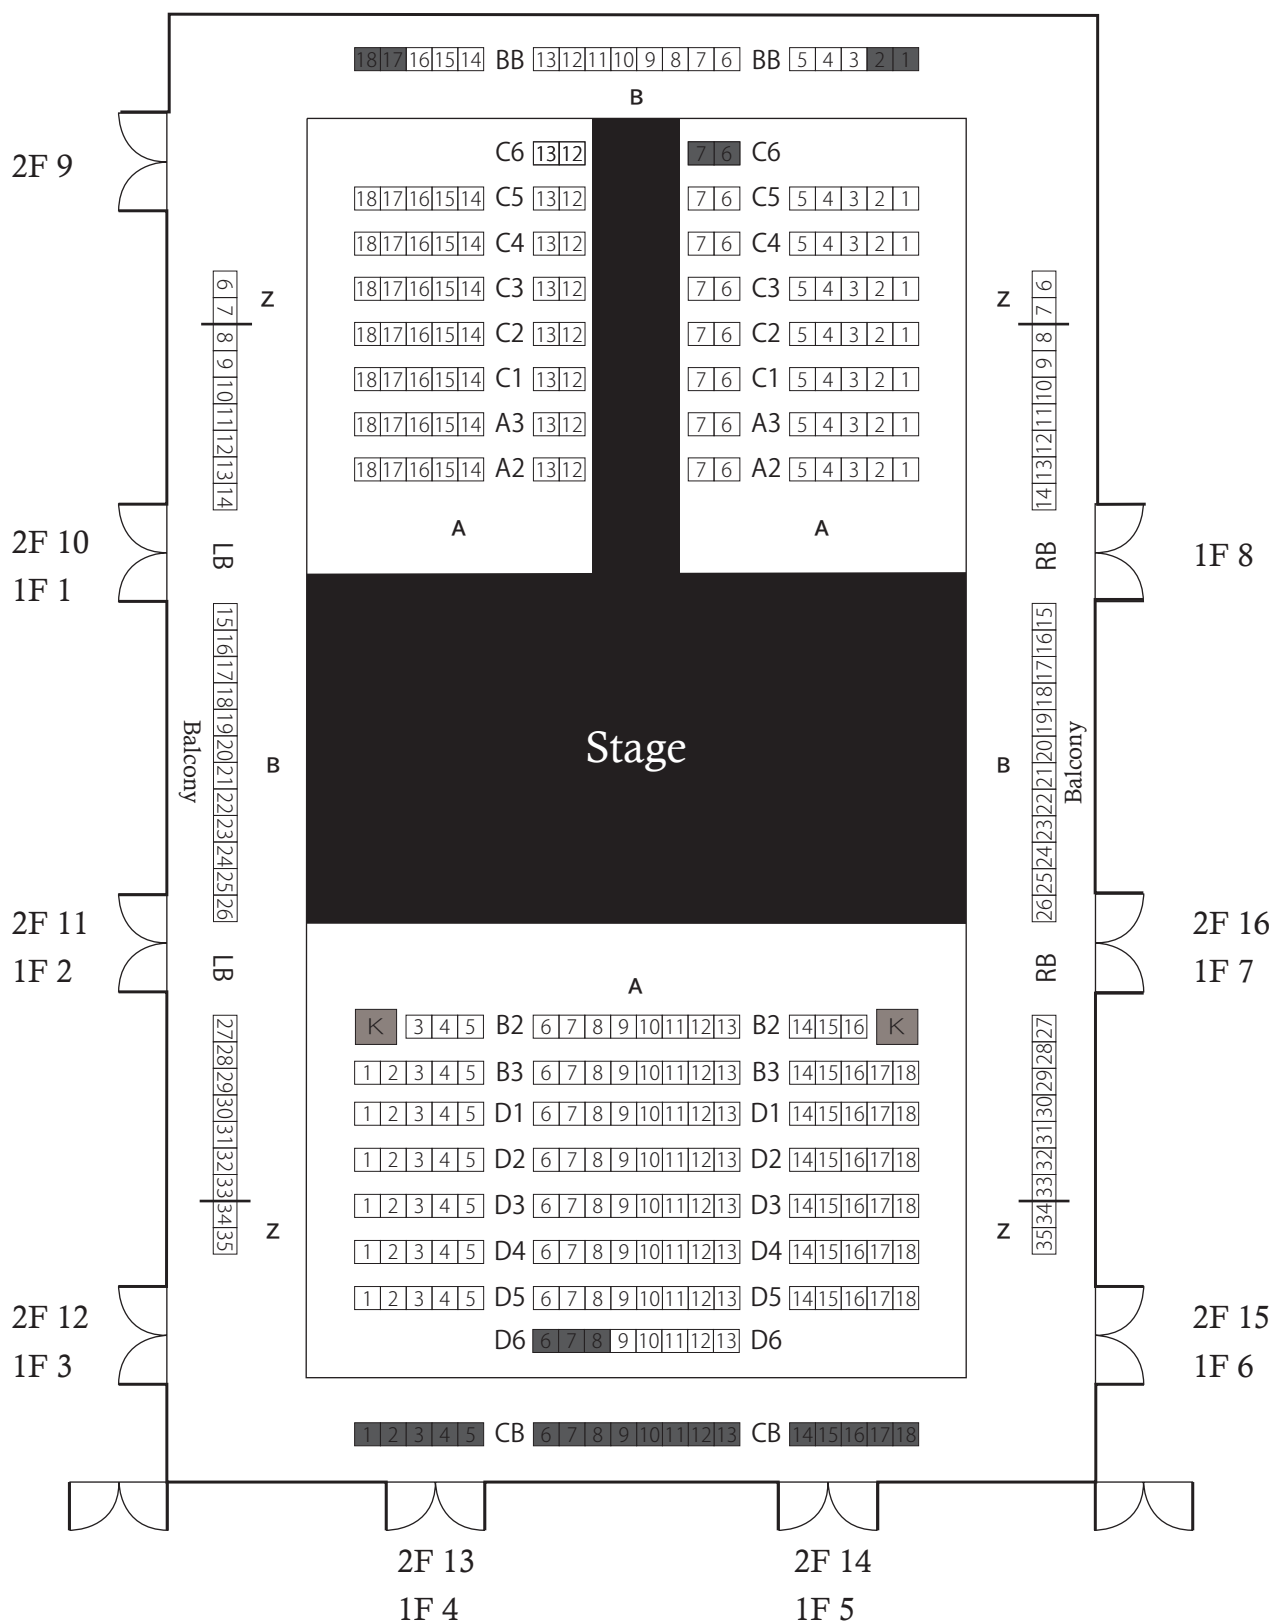 18 17 16 15 14 BB 13 12 11 10 9 8 7 6 BB 5 4 3 2 1
B
C6 13 12 7 6 C6
2F 9
18 17 16 15 14 C5 13 12 7 6 C5 5 4 3 2 1
18 17 16 15 14 C4 13 12 7 6 C4 5 4 3 2 1
18 17 16 15 14 C3 13 12 7 6 C3 5 4 3 2 1
18 17 16 15 14 C2 13 12 7 6 C2 5 4 3 2 1
18 17 16 15 14 C1 13 12 7 6 C1 5 4 3 2 1
18 17 16 15 14 A3 13 12 7 6 A3 5 4 3 2 1
18 17 16 15 14 A2 13 12 7 6 A2 5 4 3 2 1
A
A
6 7 8 9 10 11 12 13 14
Z
LB
15 16 17 18 19 20 21 22 23 24 25 26
Balcony
B
LB
27 28 29 30 31 32 33 34 35
Z
6 7 8 9 10 11 12 13 14
Z
RB
15 16 17 18 19 20 21 22 23 24 25 26
Balcony
B
RB
27 28 29 30 31 32 33 34 35
Z
2F 10
1F 1
1F 8
Stage
2F 11
1F 2
2F 16
1F 7
A
K 3 4 5 B2 6 7 8 9 10 11 12 13 B2 14 15 16 K
1 2 3 4 5 B3 6 7 8 9 10 11 12 13 B3 14 15 16 17 18
1 2 3 4 5 D1 6 7 8 9 10 11 12 13 D1 14 15 16 17 18
1 2 3 4 5 D2 6 7 8 9 10 11 12 13 D2 14 15 16 17 18
1 2 3 4 5 D3 6 7 8 9 10 11 12 13 D3 14 15 16 17 18
1 2 3 4 5 D4 6 7 8 9 10 11 12 13 D4 14 15 16 17 18
1 2 3 4 5 D5 6 7 8 9 10 11 12 13 D5 14 15 16 17 18
D6 6 7 8 9 10 11 12 13 D6
2F 12
1F 3
2F 15
1F 6
1 2 3 4 5 CB 6 7 8 9 10 11 12 13 CB 14 15 16 17 18
2F 13
1F 4
2F 14
1F 5